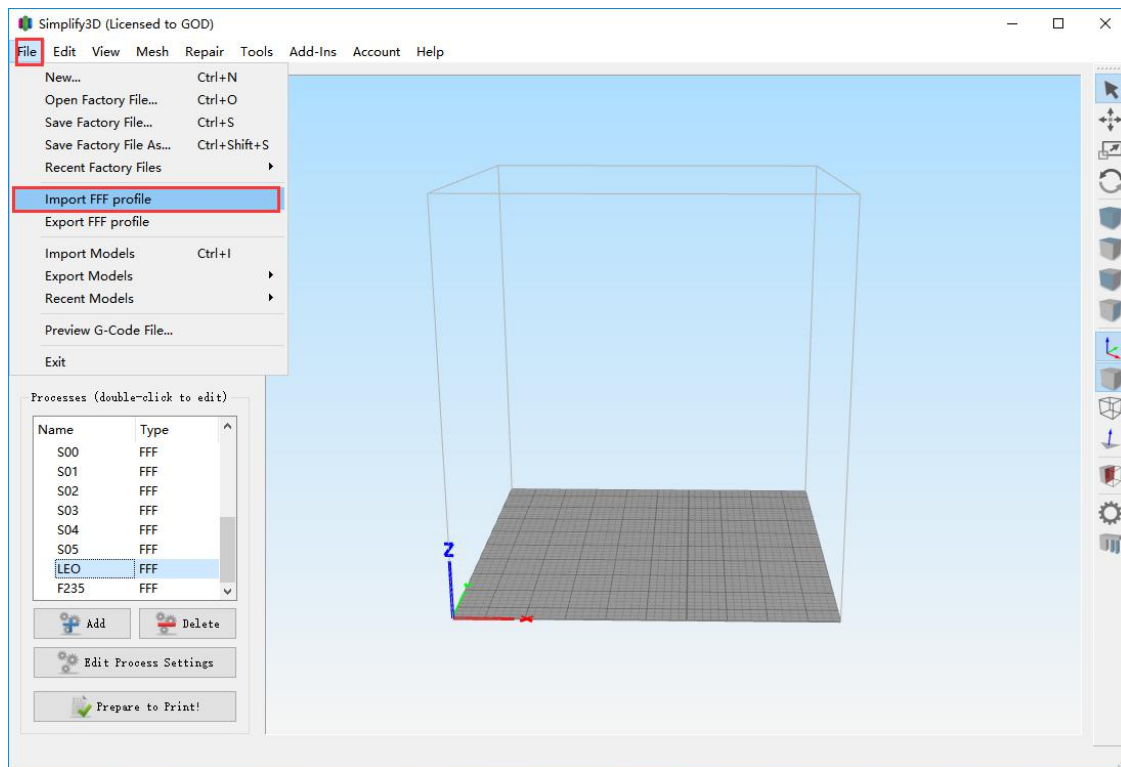 Simplify3D (Licensed to GOD)
File Edit View Mesh Repair Tools Add-Ins Account Help
New... Ctrl+N
Open Factory File... Ctrl+O
Save Factory File... Ctrl+S
Save Factory File As... Ctrl+Shift+S
Recent Factory Files
Import FFF profile
Export FFF profile
Import Models Ctrl+I
Export Models
Recent Models
Preview G-Code File...
Exit
Processes (double-click to edit)
Name Type
S00 FFF
S01 FFF
S02 FFF
S03 FFF
S04 FFF
S05 FFF
LEO FFF
F235 FFF
Add Delete
Edit Process Settings
Prepare to Print!
Z
X